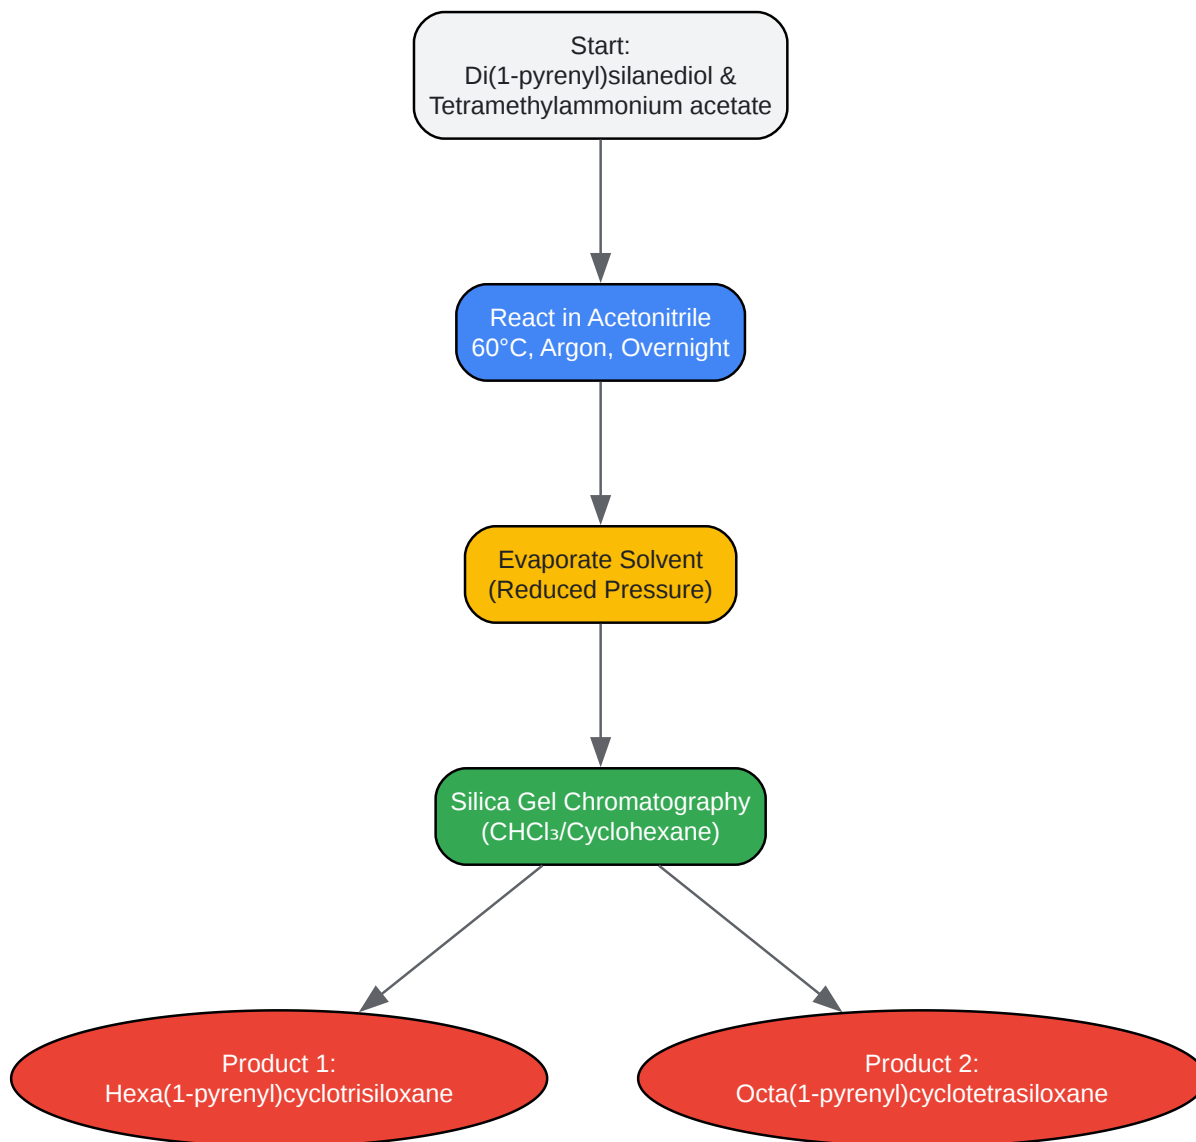 Start:
Di(1-pyrenyl)silanediol &
Tetramethylammonium acetate
React in Acetonitrile
60°C, Argon, Overnight
Evaporate Solvent
(Reduced Pressure)
Silica Gel Chromatography
(CHCl₃/Cyclohexane)
Product 1:
Hexa(1-pyrenyl)cyclotrisiloxane
Product 2:
Octa(1-pyrenyl)cyclotetrasiloxane